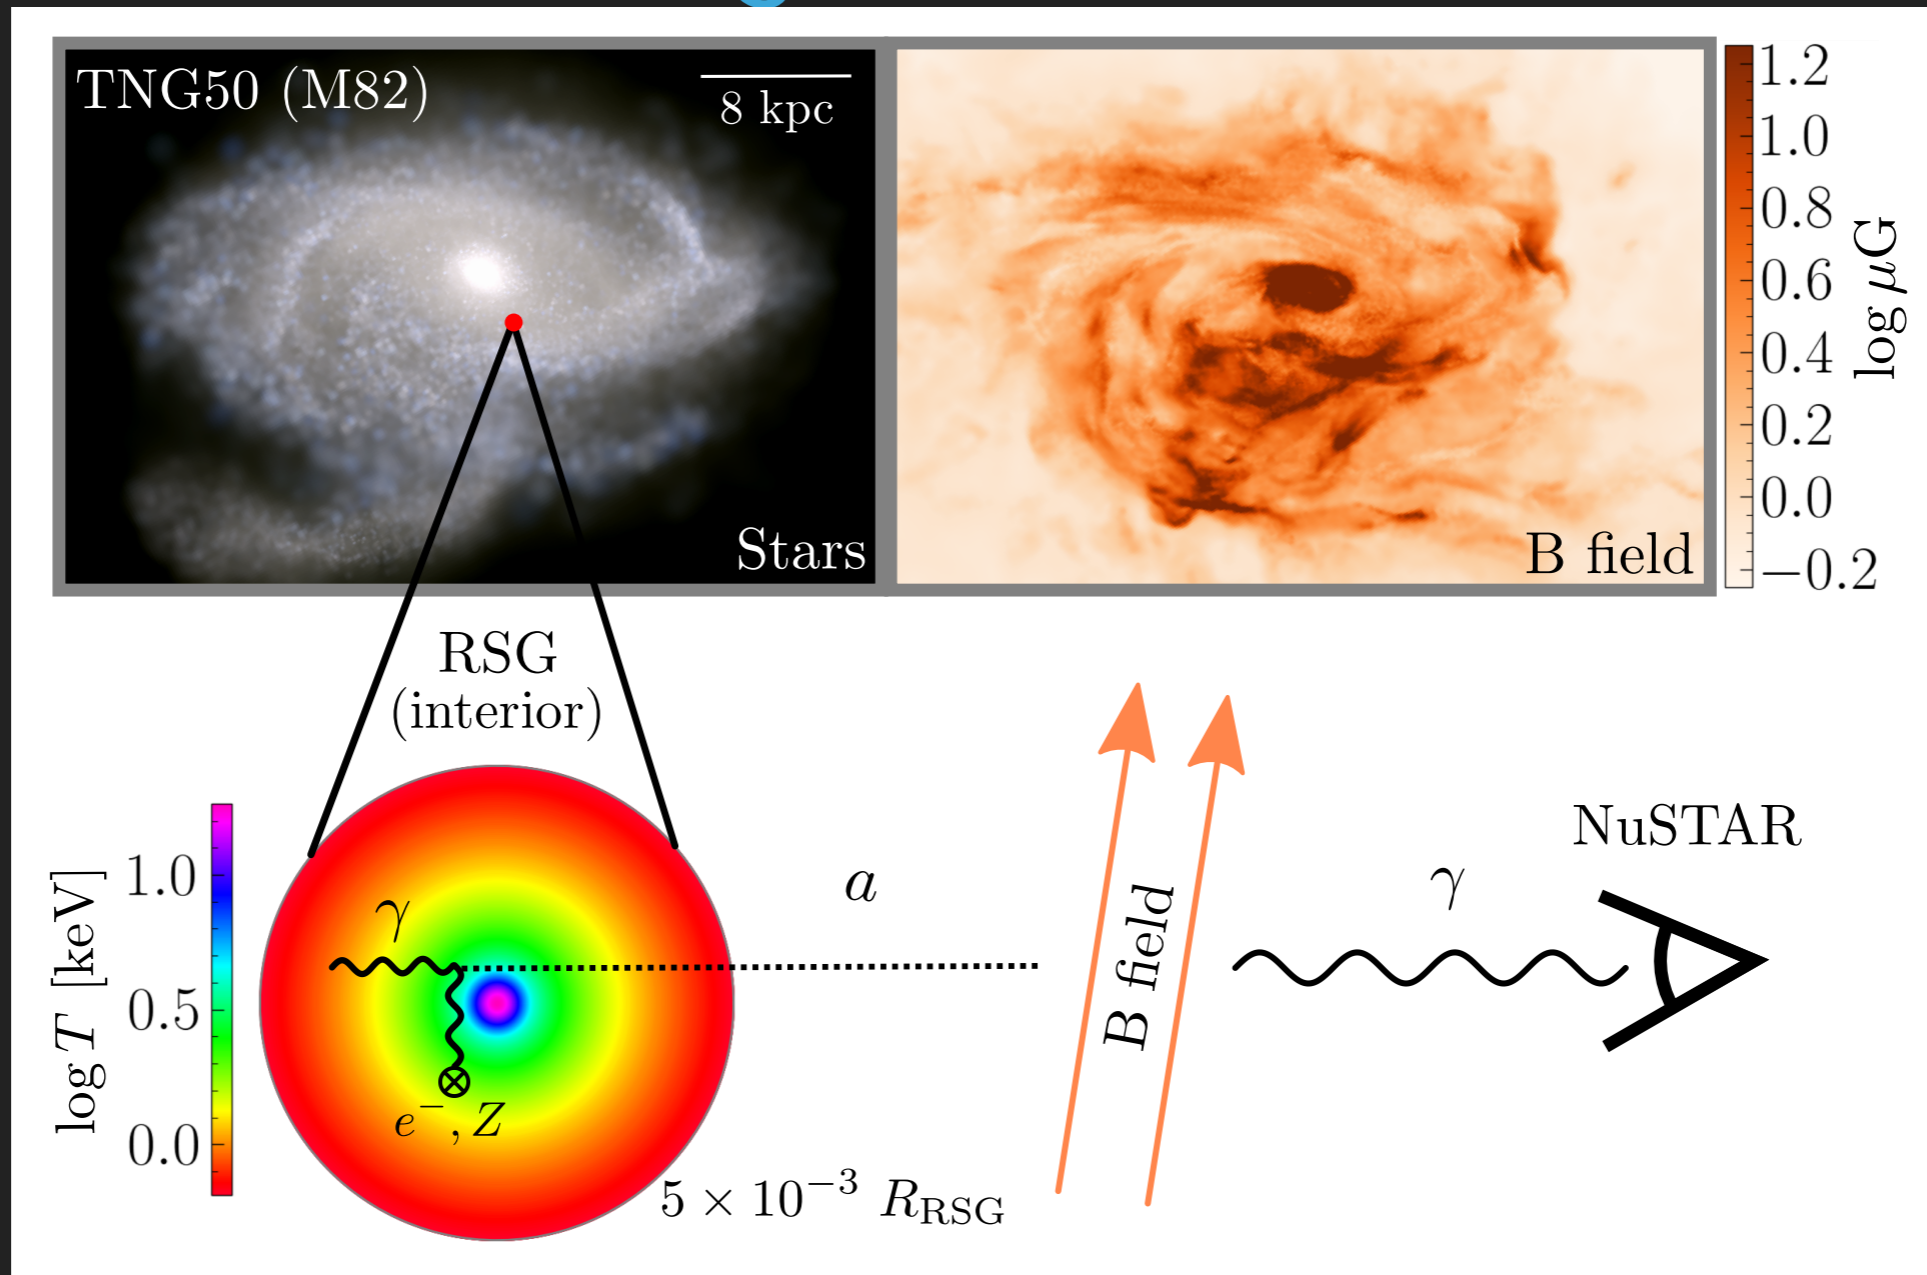 TNG50 (M82)
8 kpc
Stars
B field
1.2
1.0
0.8
0.6
0.4
0.2
0.0
−0.2
log μG
RSG
(interior)
log T [keV]
1.0
0.5
0.0
γ
e⁻, Z
5 × 10⁻³ R_RSG
a
B field
γ
NuSTAR